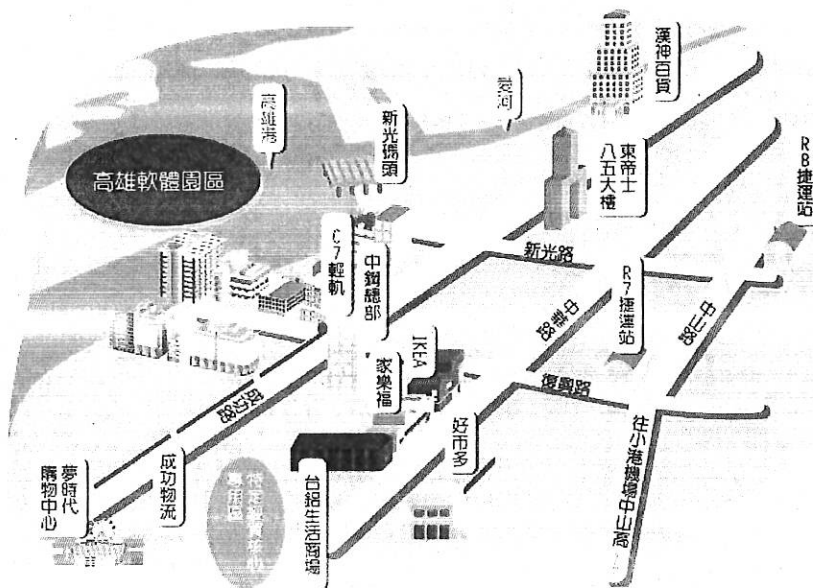 漢神百貨
愛河
高雄港
新光碼頭
東帝士
八五大樓
R8捷運站
高雄軟體園區
C7輕軌
中鋼總部
新光路
R7捷運站
中華路
中山路
IKEA
家樂福
復興路
成功路
好市多
往小港機場中山高
夢時代
購物中心
成功物流
專用區
台鋁生活商場